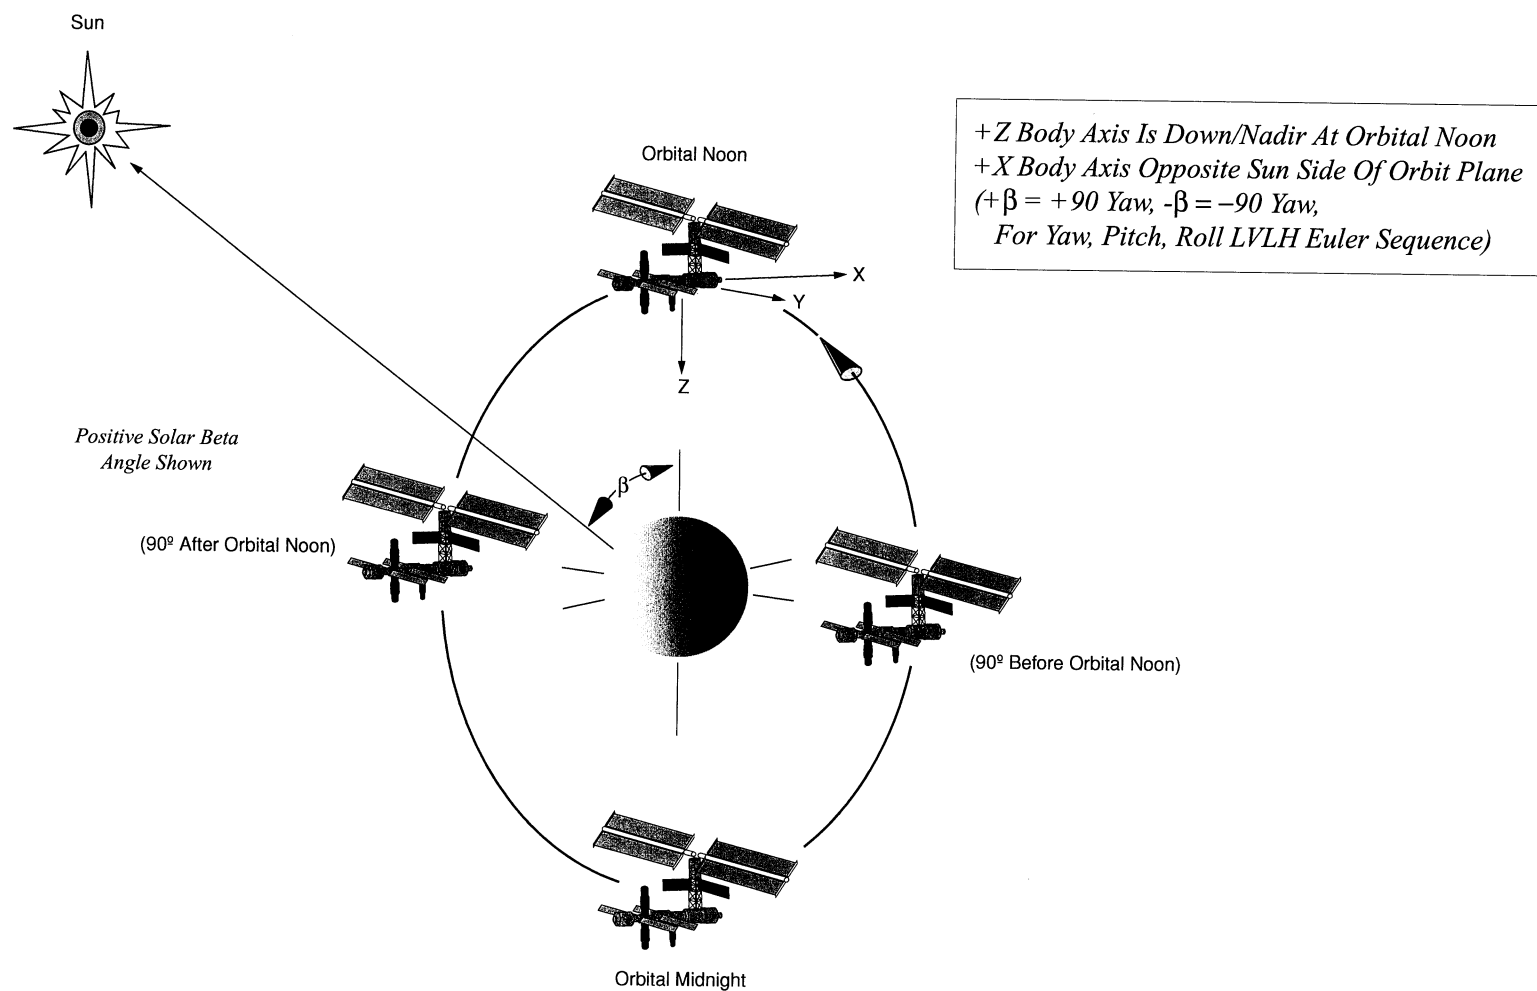 Sun
Orbital Noon
+Z Body Axis Is Down/Nadir At Orbital Noon
+X Body Axis Opposite Sun Side Of Orbit Plane
(+β = +90 Yaw, -β = −90 Yaw,
For Yaw, Pitch, Roll LVLH Euler Sequence)
X
Y
Z
Positive Solar Beta
Angle Shown
β
(90º After Orbital Noon)
(90º Before Orbital Noon)
Orbital Midnight